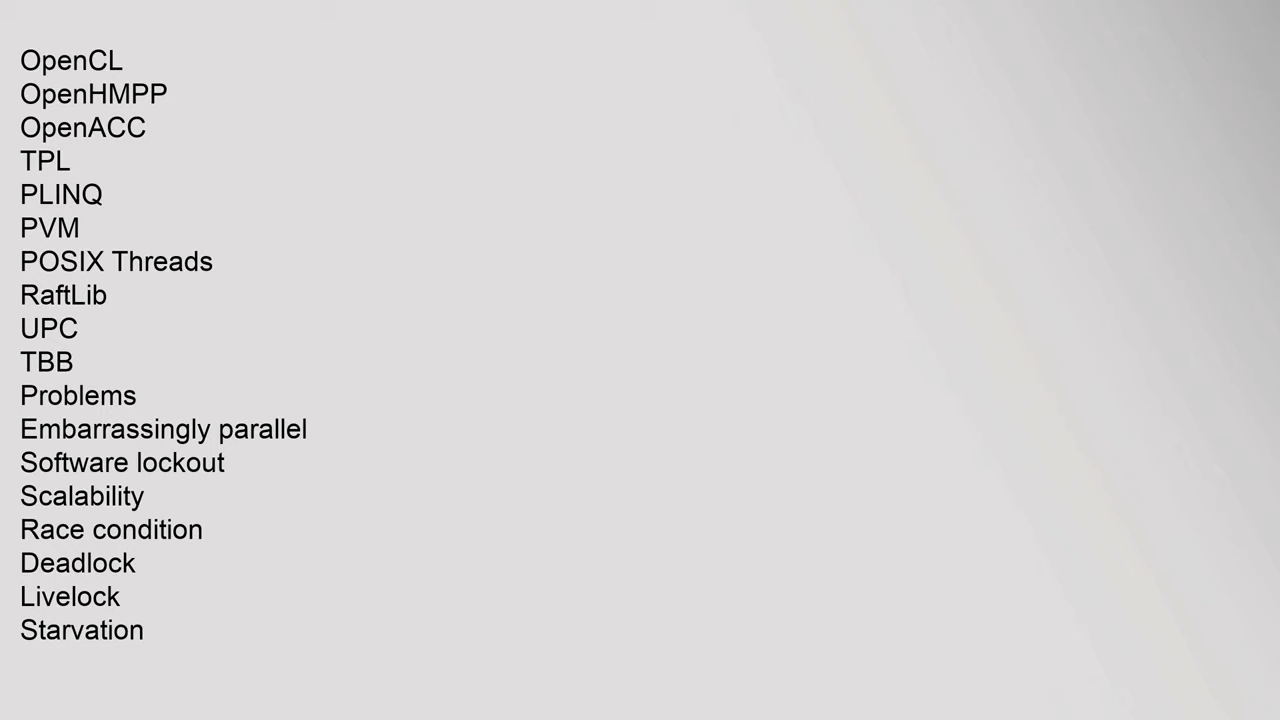 OpenCL
OpenHMPP
OpenACC
TPL
PLINQ
PVM
POSIX Threads
RaftLib
UPC
TBB
Problems
Embarrassingly parallel
Software lockout
Scalability
Race condition
Deadlock
Livelock
Starvation